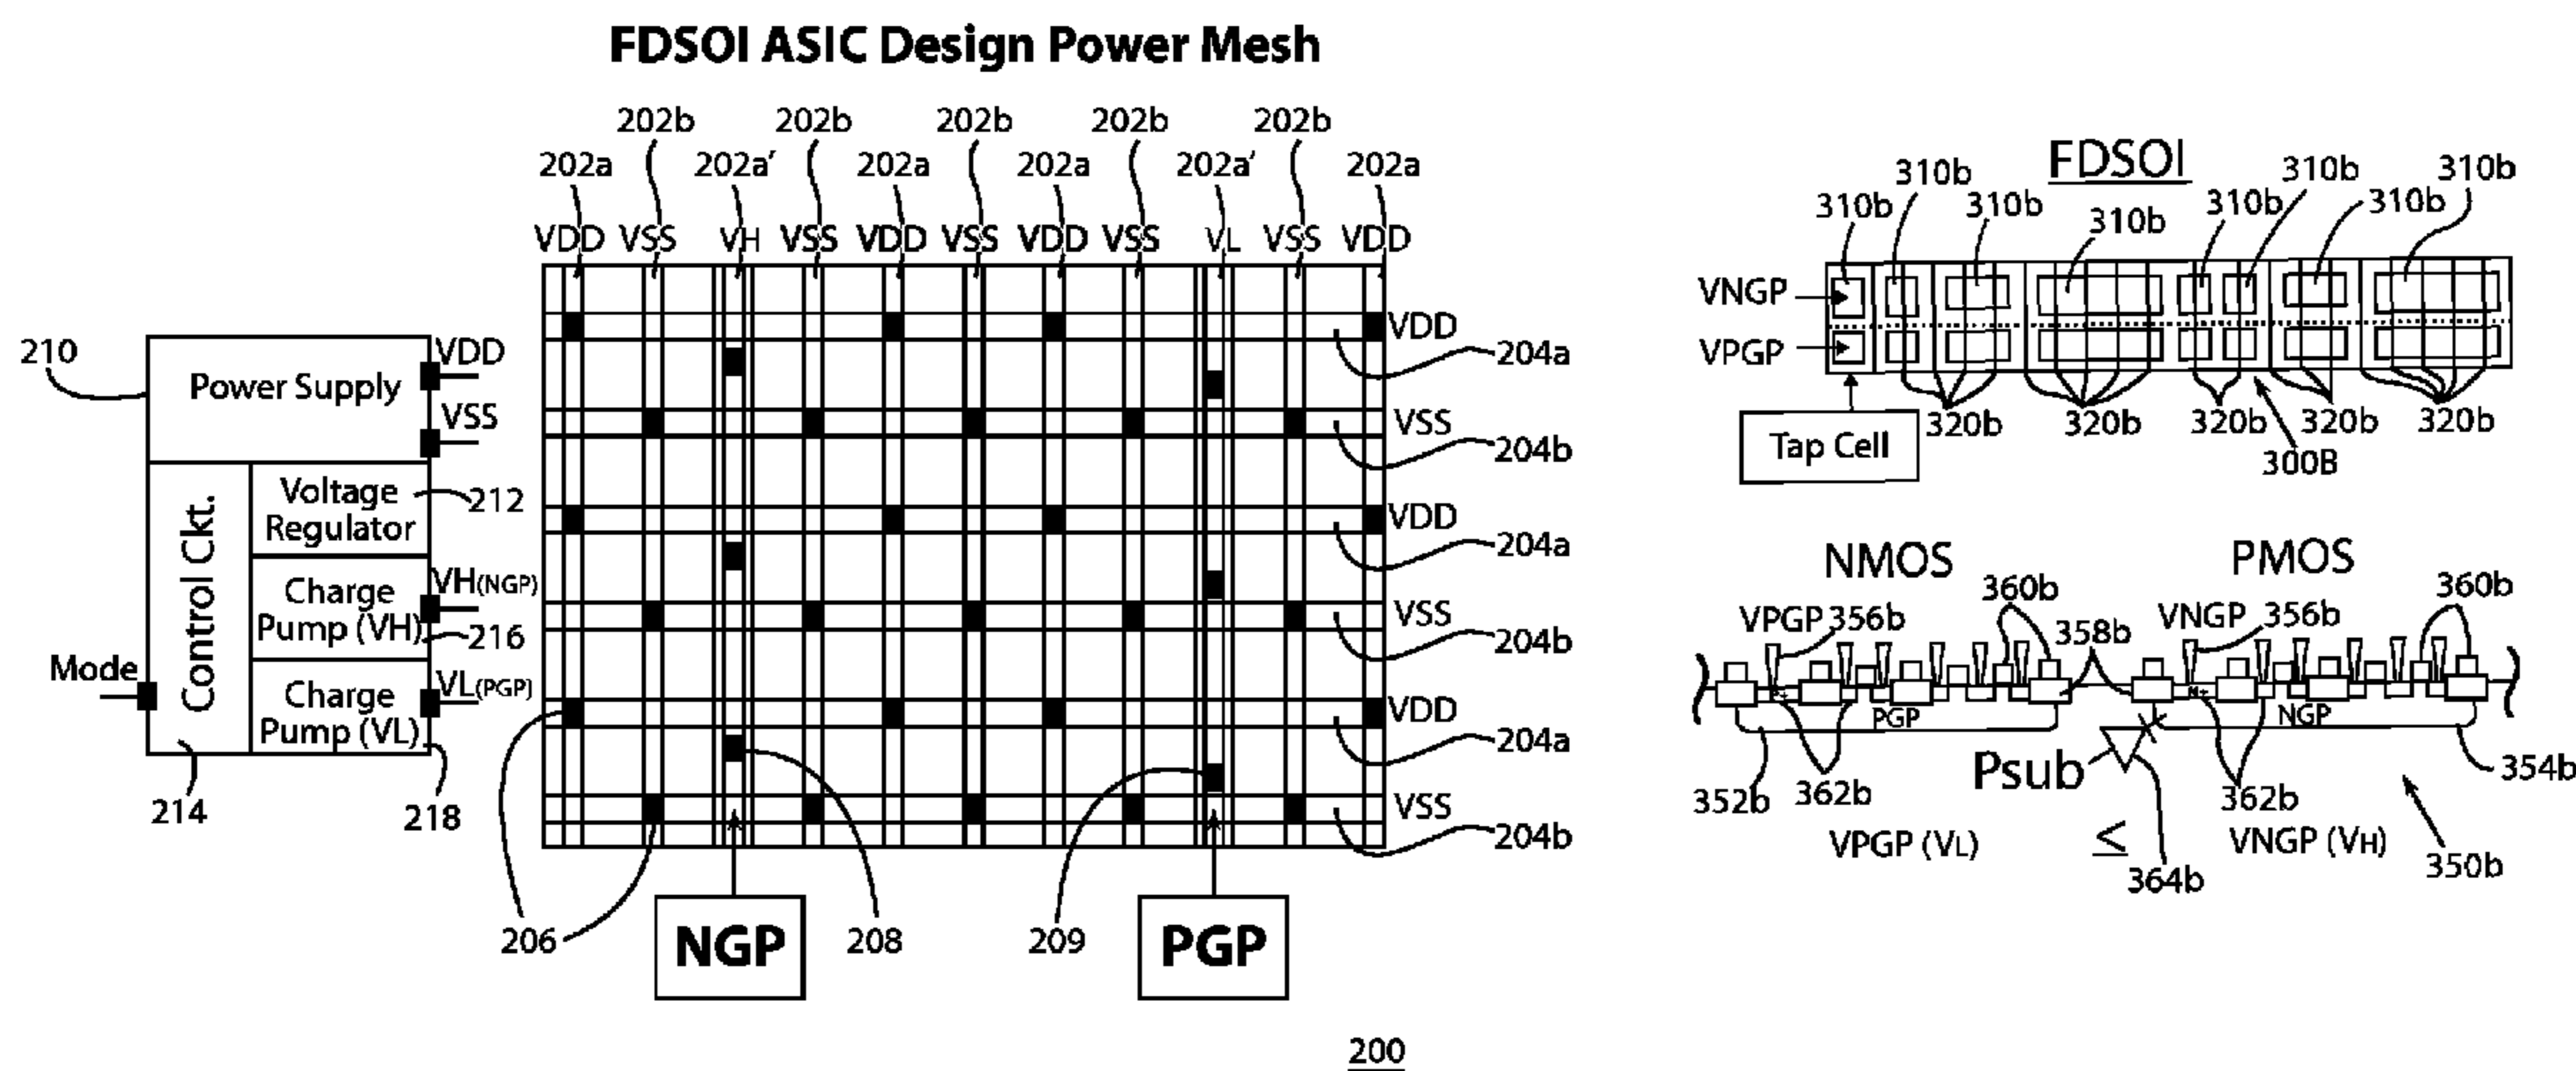 FDSOI ASIC Design Power Mesh
202b 202b 202b 202b 202b
202a 202a' 202a 202a 202a' 202a
VDD VSS VH VSS VDD VSS VDD VSS VL VSS VDD
210
Power Supply
VDD
VSS
Voltage
Regulator
212
Control Ckt.
Charge
Pump (VH)
VH(NGP)
216
Mode
Charge
Pump (VL)
VL(PGP)
214
218
VDD
204a
VSS
204b
VDD
204a
VSS
204b
VDD
204a
VSS
204b
206
NGP
208
209
PGP
200
FDSOI
310b 310b 310b 310b 310b 310b 310b 310b
VNGP
VPGP
Tap Cell
320b 320b 320b 320b 320b
300B
NMOS
PMOS
VPGP 356b
360b
358b
VNGP 356b
360b
PGP
N+
NGP
Psub
352b
362b
362b
354b
VPGP (VL)
≤
VNGP (VH)
364b
350b